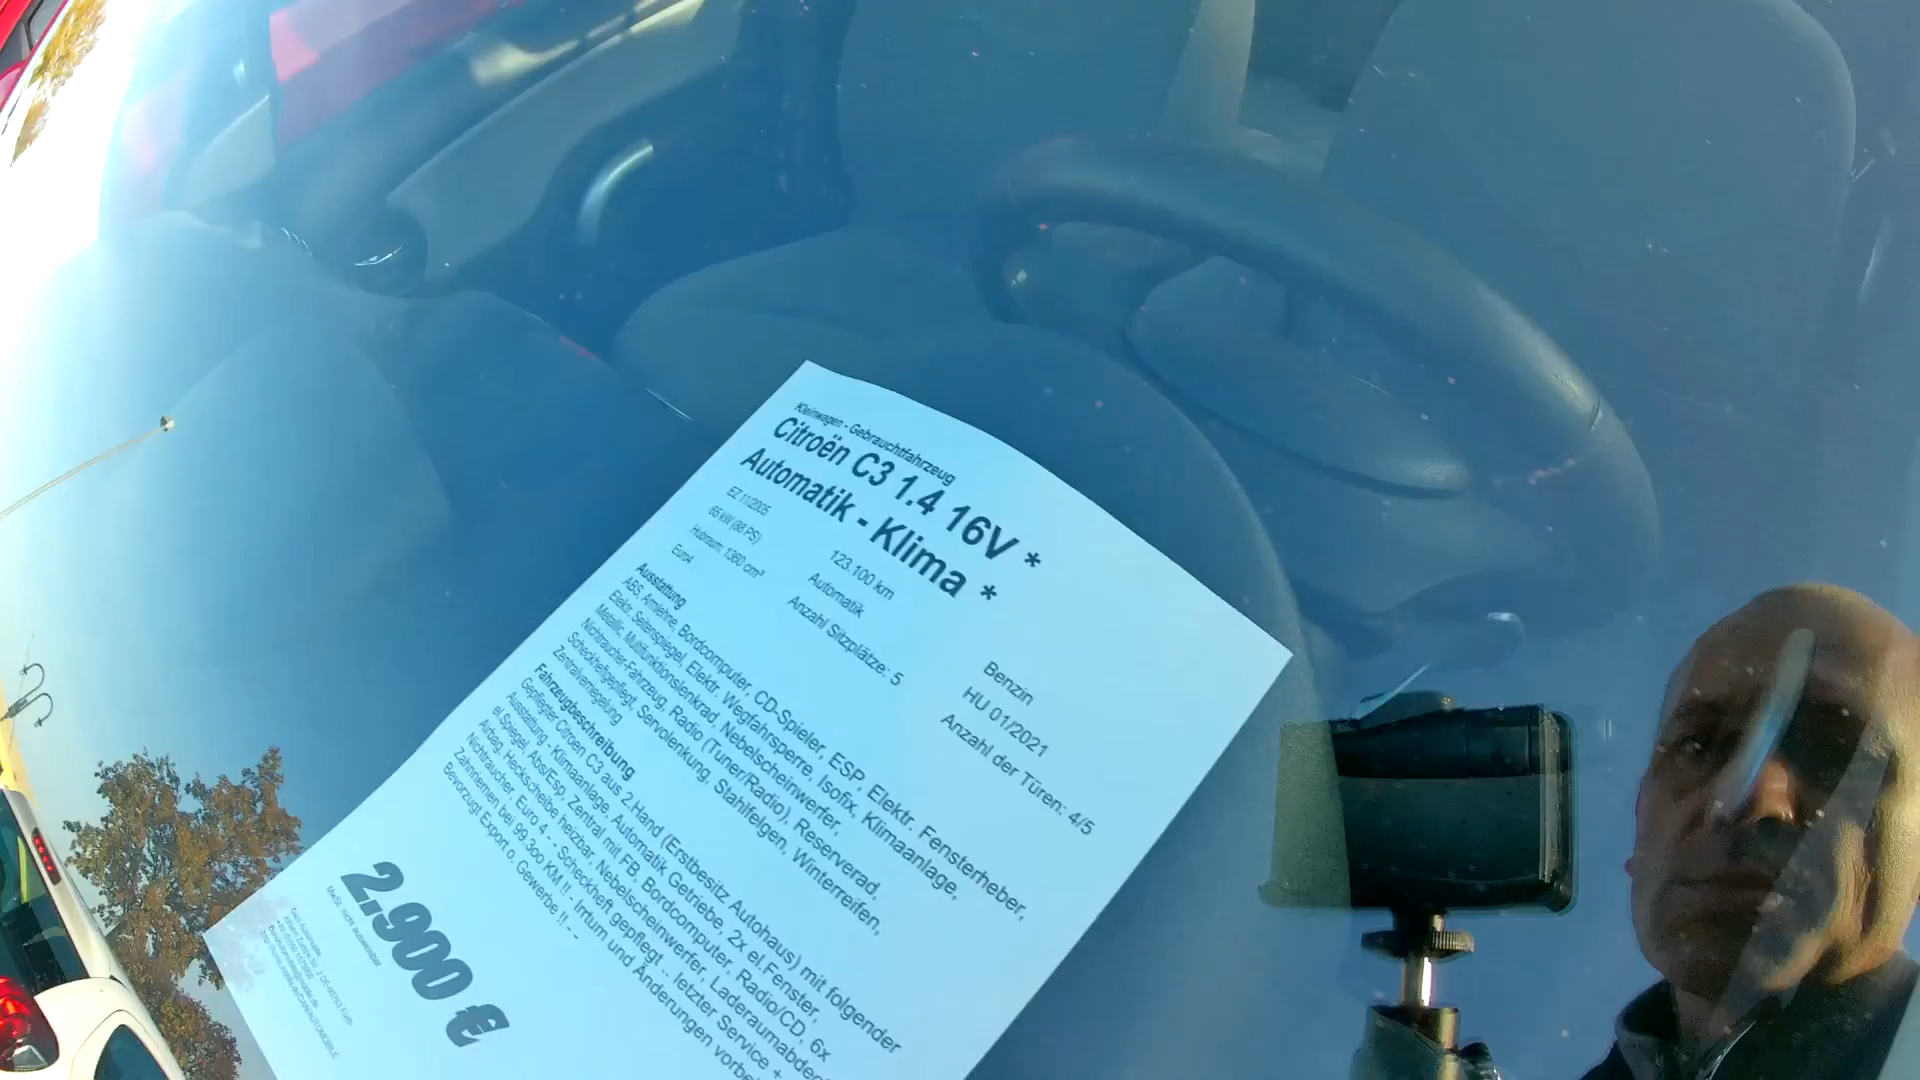 Kleinwagen - Gebrauchtfahrzeug
Citroën C3 1.4 16V *
Automatik - Klima *
EZ 11/2005
123.100 km
Benzin
65 kW (88 PS)
Automatik
HU 01/2021
Hubraum: 1360 cm³
Anzahl Sitzplätze: 5
Anzahl der Türen: 4/5
Euro4
Ausstattung
ABS, Armlehne, Bordcomputer, CD-Spieler, ESP, Elektr. Fensterheber,
Elektr. Seitenspiegel, Elektr. Wegfahrsperre, Isofix, Klimaanlage,
Metallic, Multifunktionslenkrad, Nebelscheinwerfer,
Nichtraucher-Fahrzeug, Radio (Tuner/Radio), Reserverad,
Scheckheftgepflegt, Servolenkung, Stahlfelgen, Winterreifen,
Zentralverriegelung
Fahrzeugbeschreibung
Gepflegter Citroen C3 aus 2.Hand (Erstbesitz Autohaus) mit folgender
Ausstattung - Klimaanlage, Automatik Getriebe, 2x el.Fenster,
el.Spiegel, Abs/Esp, Zentral mit FB, Bordcomputer, Radio/CD, 6x
Airbag, Heckscheibe heizbar, Nebelscheinwerfer, Laderaumabdec
Nichtraucher, Euro 4 - - Scheckheft gepflegt - letzter Service +
Zahnriemen bei 99.3oo KM !! - Irrtum und Änderungen vorbe
Bevorzugt Export o. Gewerbe !! - -
2.900 €
MwSt. nicht ausweisbar